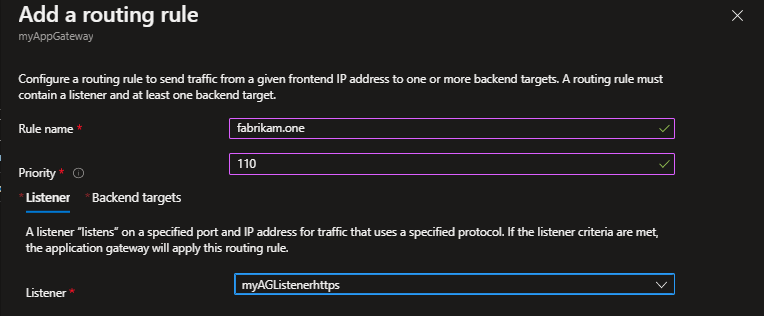 Add a routing rule
myAppGateway
Configure a routing rule to send traffic from a given frontend IP address to one or more backend targets. A routing rule must
contain a listener and at least one backend target.
Rule name *
fabrikam.one
Priority *
110
* Listener * Backend targets
A listener “listens” on a specified port and IP address for traffic that uses a specified protocol. If the listener criteria are met,
the application gateway will apply this routing rule.
Listener *
myAGListenerhttps